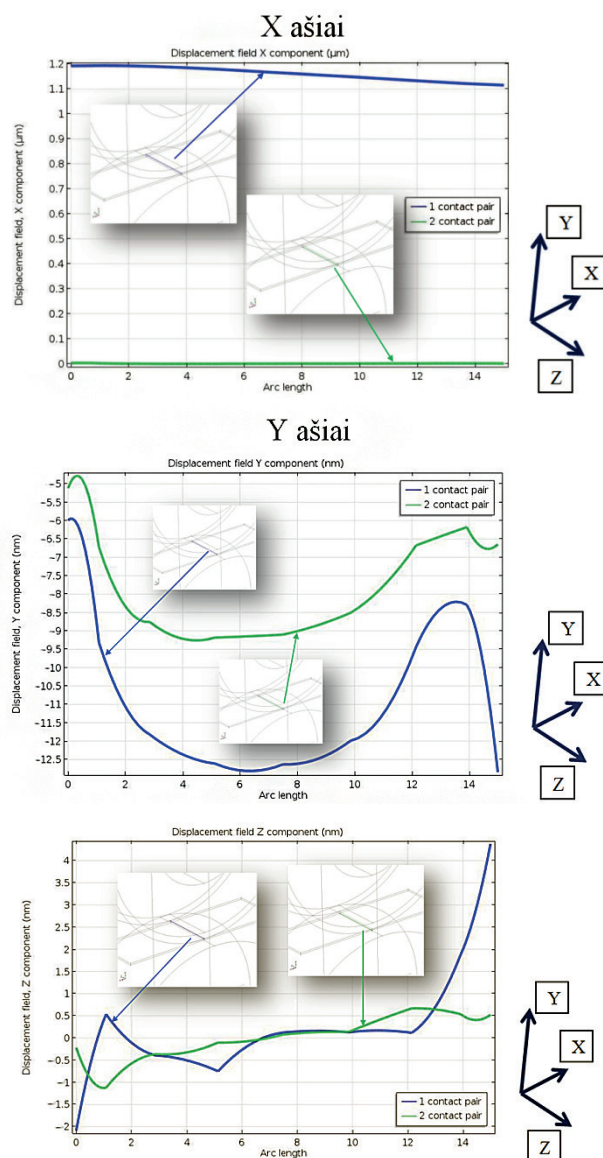 X ašiai
Displacement field X component (µm)
1.2
1.1
1
0.9
0.8
0.7
0.6
0.5
0.4
0.3
0.2
0.1
0
Displacement field, X component (µm)
1 contact pair
2 contact pair
0 2 4 6 8 10 12 14
Arc length
Y
X
Z
Y ašiai
Displacement field Y component (nm)
-5
-5.5
-6
-6.5
-7
-7.5
-8
-8.5
-9
-9.5
-10
-10.5
-11
-11.5
-12
-12.5
Displacement field, Y component (nm)
1 contact pair
2 contact pair
0 2 4 6 8 10 12 14
Arc length
Y
X
Z
Displacement field Z component (nm)
4
3.5
3
2.5
2
1.5
1
0.5
0
-0.5
-1
-1.5
-2
Displacement field, Z component (nm)
1 contact pair
2 contact pair
0 2 4 6 8 10 12 14
Arc length
Y
X
Z